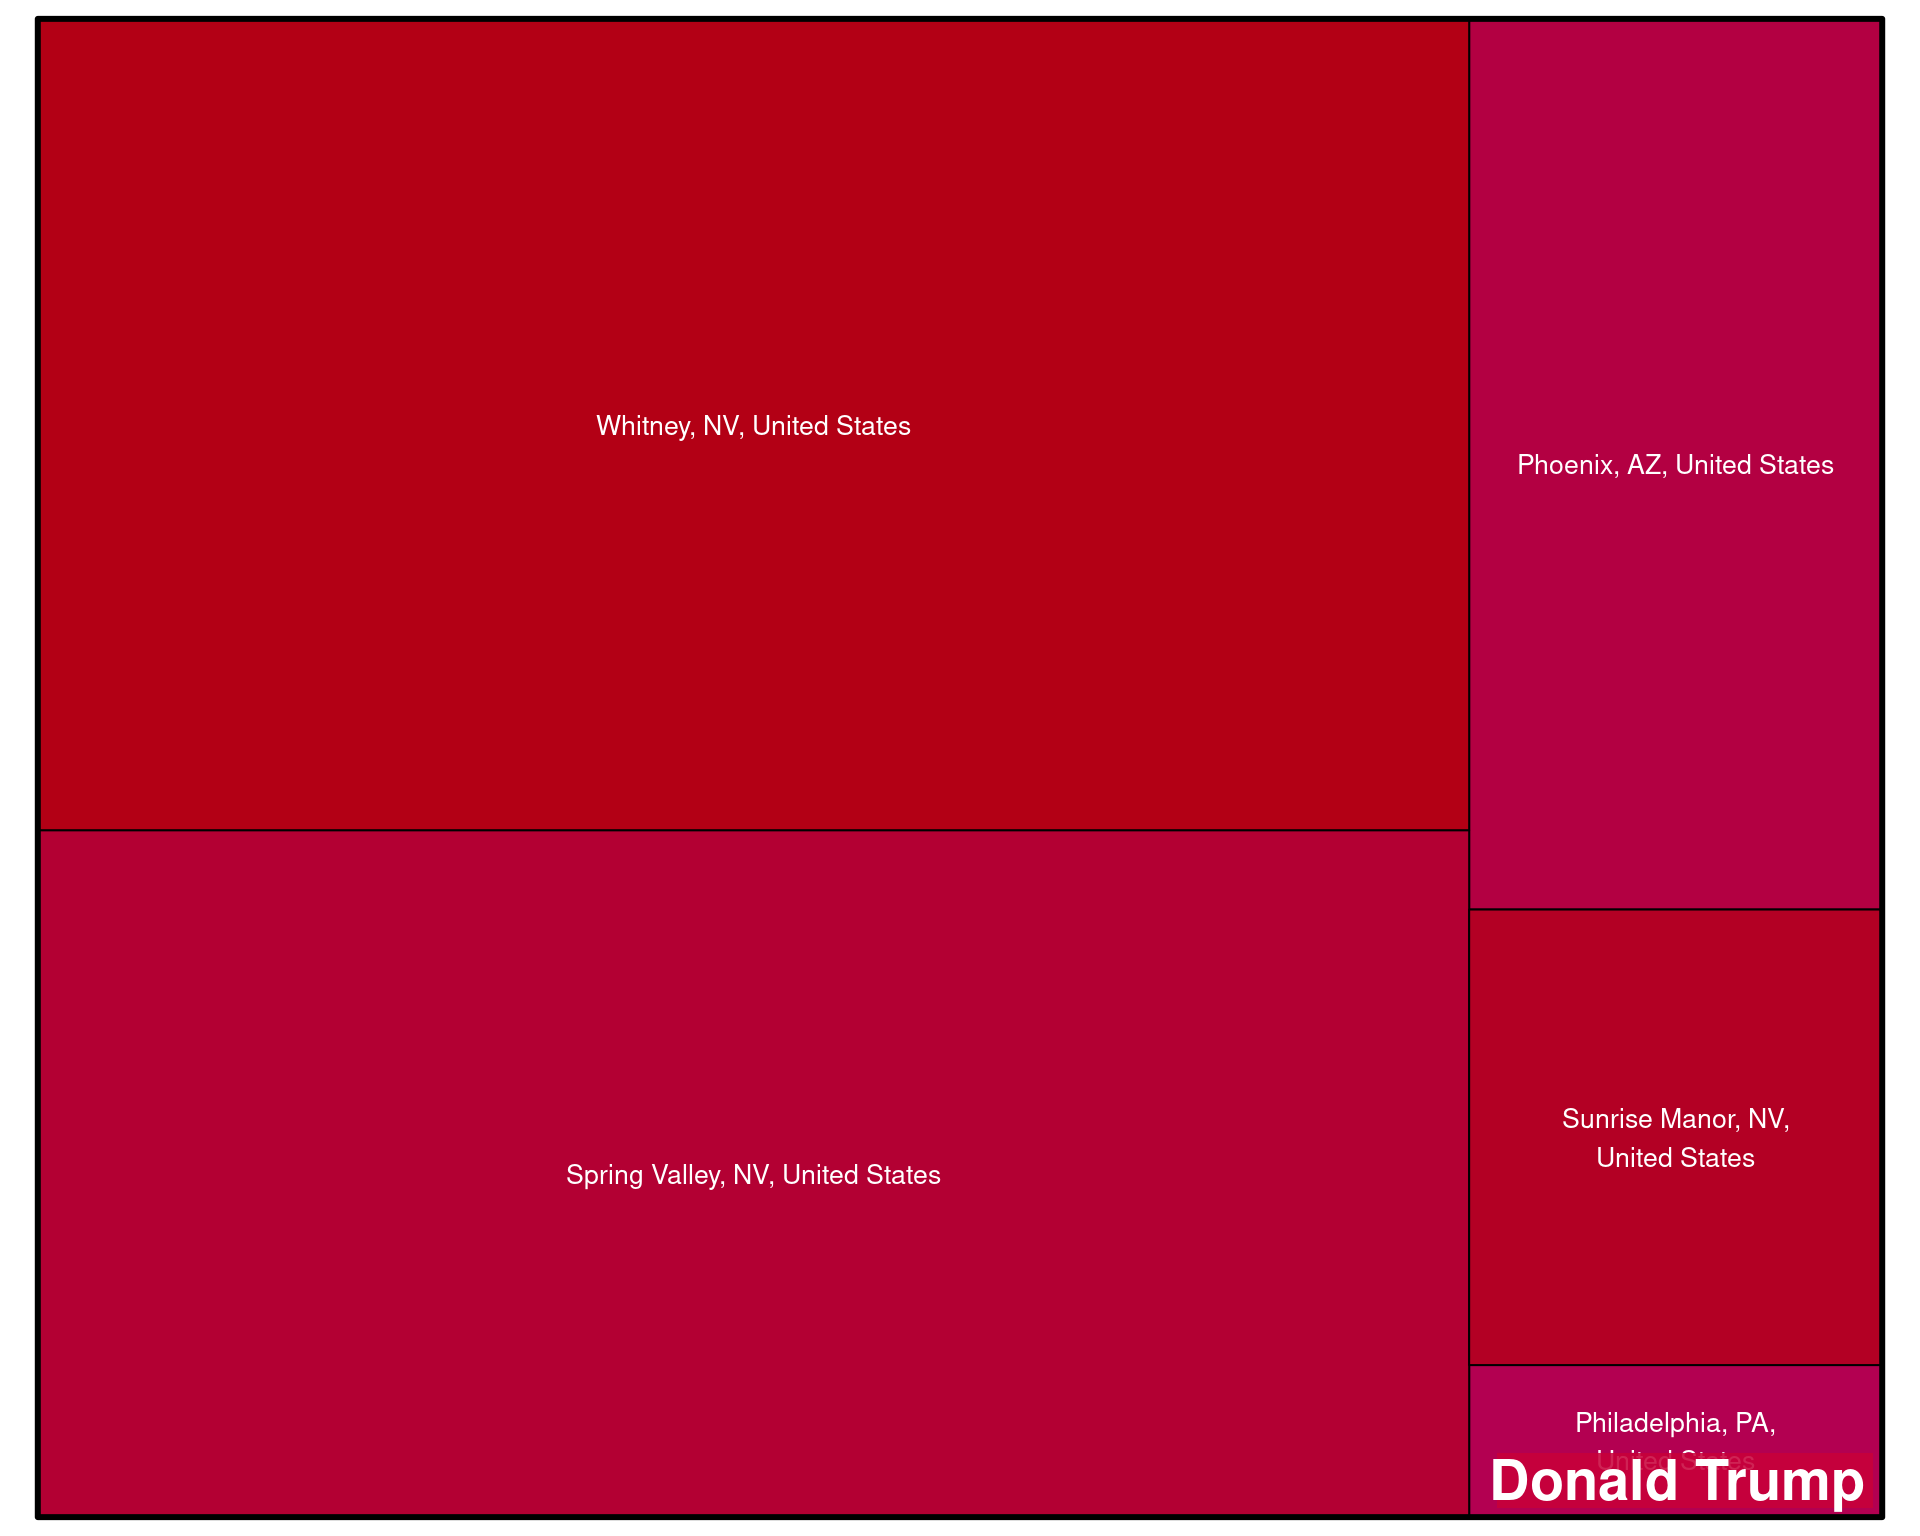 Whitney, NV, United States
Phoenix, AZ, United States
Spring Valley, NV, United States
Sunrise Manor, NV,
United States
Philadelphia, PA,
United States
Donald Trump